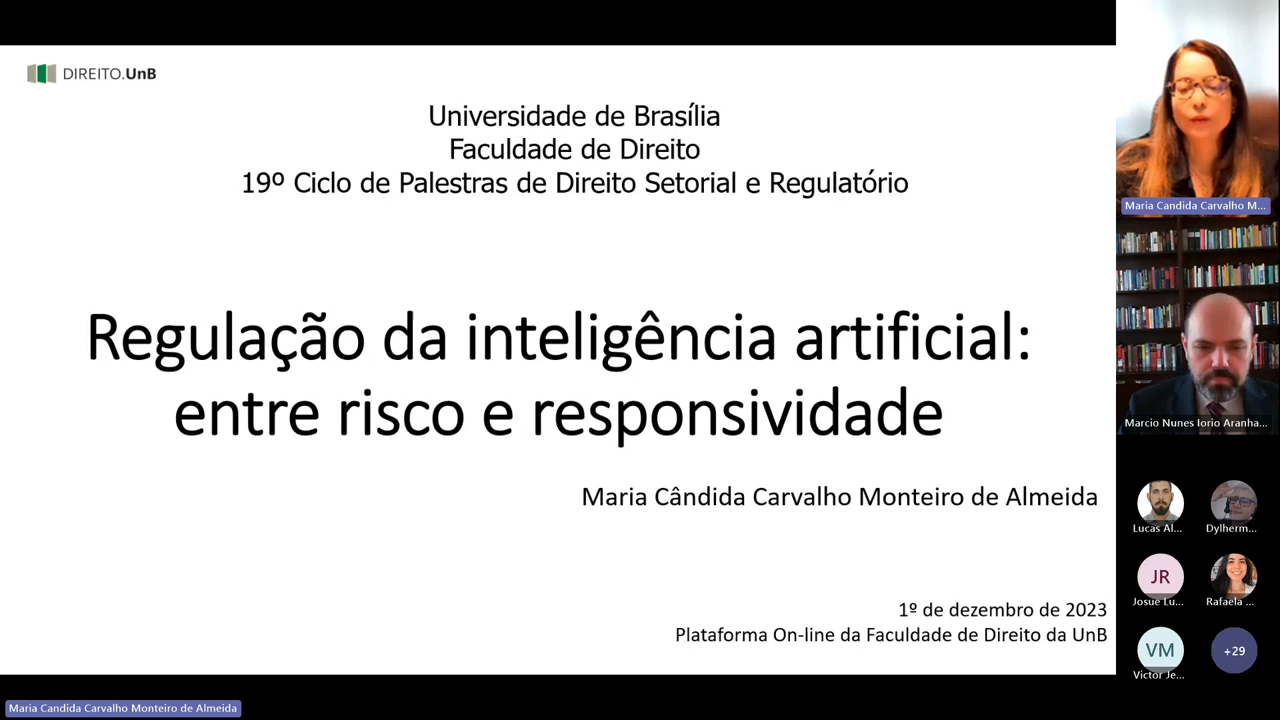 DIREITO.UnB
Universidade de Brasília
Faculdade de Direito
19º Ciclo de Palestras de Direito Setorial e Regulatório
Regulação da inteligência artificial:
entre risco e responsividade
Maria Cândida Carvalho Monteiro de Almeida
1º de dezembro de 2023
Plataforma On-line da Faculdade de Direito da UnB
Maria Candida Carvalho Monteiro de Almeida
Maria Candida Carvalho M...
Marcio Nunes Iorio Aranha...
Lucas Al...
Dylherm...
JR
Josue Lu...
Rafaela ...
VM
Victor Je...
+29